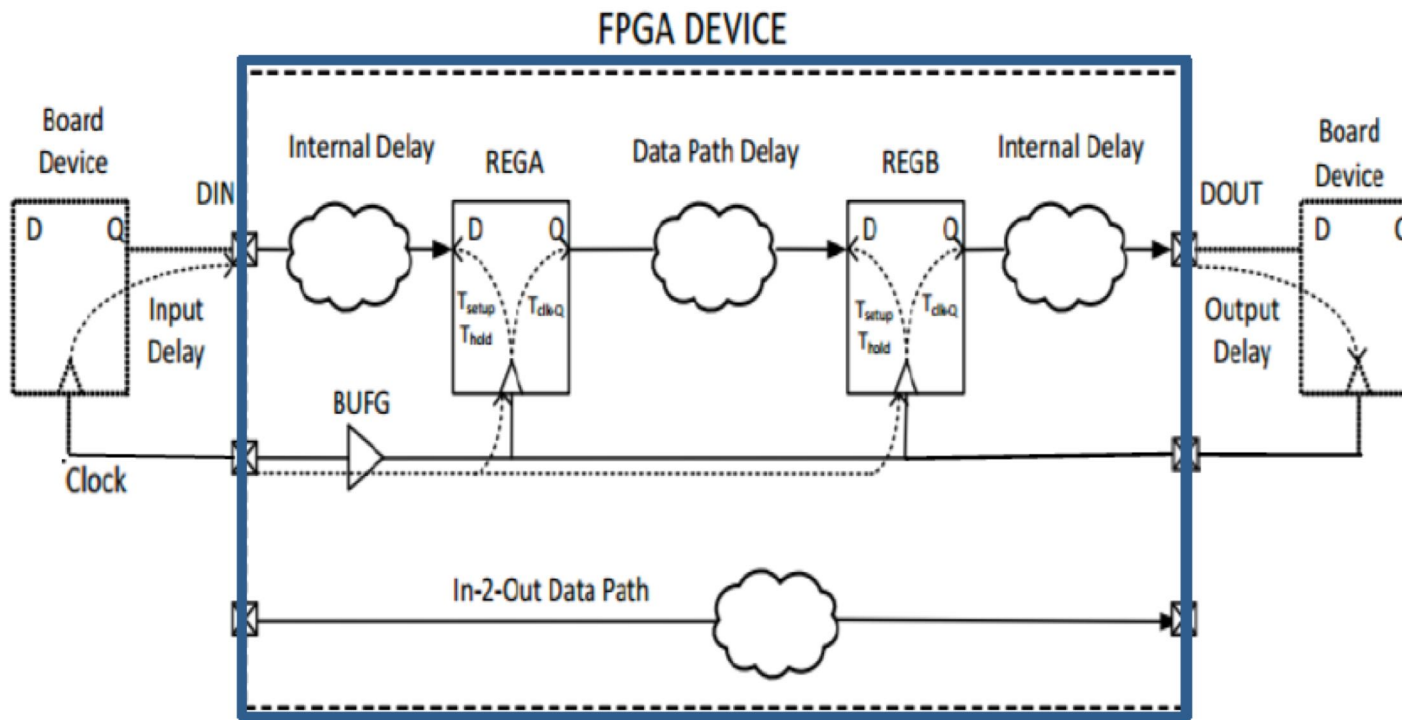 FPGA DEVICE
Board
Device
D
Q
DIN
Input
Delay
Clock
Internal Delay
REGA
D
Q
Tsetup
Thold
Tclk-Q
BUFG
Data Path Delay
REGB
D
Q
Tsetup
Thold
Tclk-Q
Internal Delay
DOUT
Board
Device
D
Output
Delay
In-2-Out Data Path